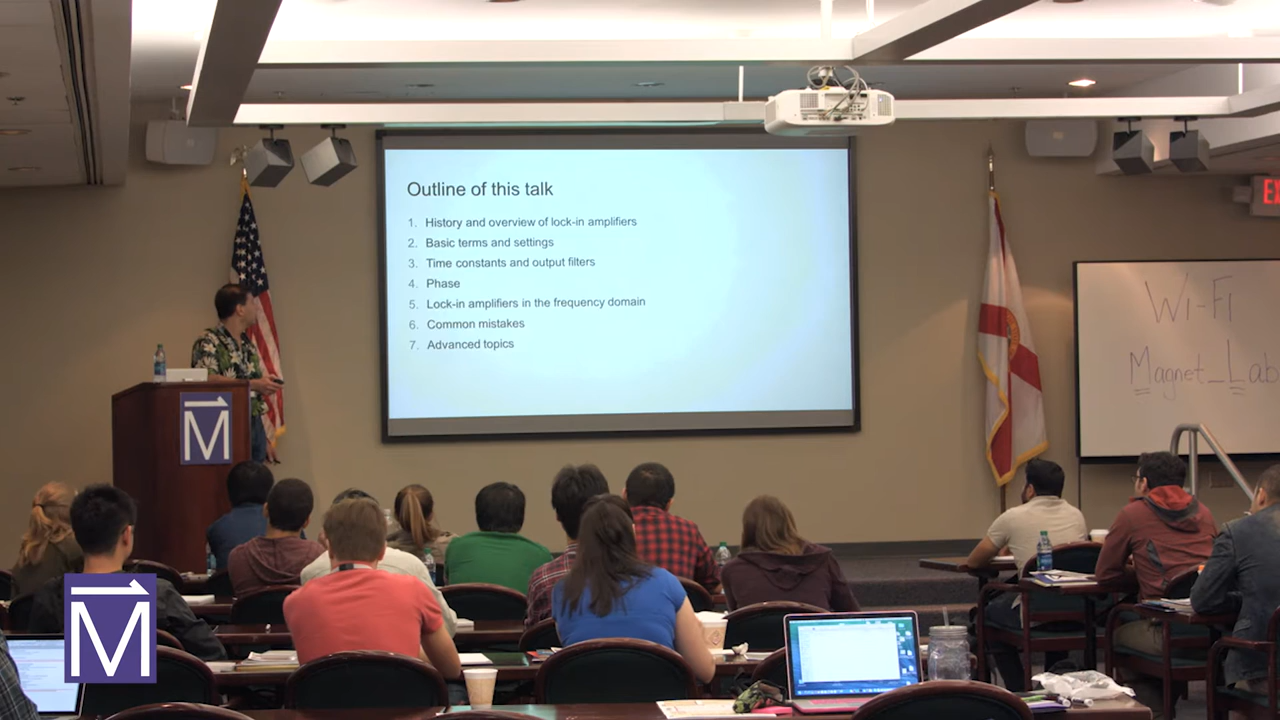 Outline of this talk
1. History and overview of lock-in amplifiers
2. Basic terms and settings
3. Time constants and output filters
4. Phase
5. Lock-in amplifiers in the frequency domain
6. Common mistakes
7. Advanced topics
Wi-Fi
Magnet_Lab
EX
M
M